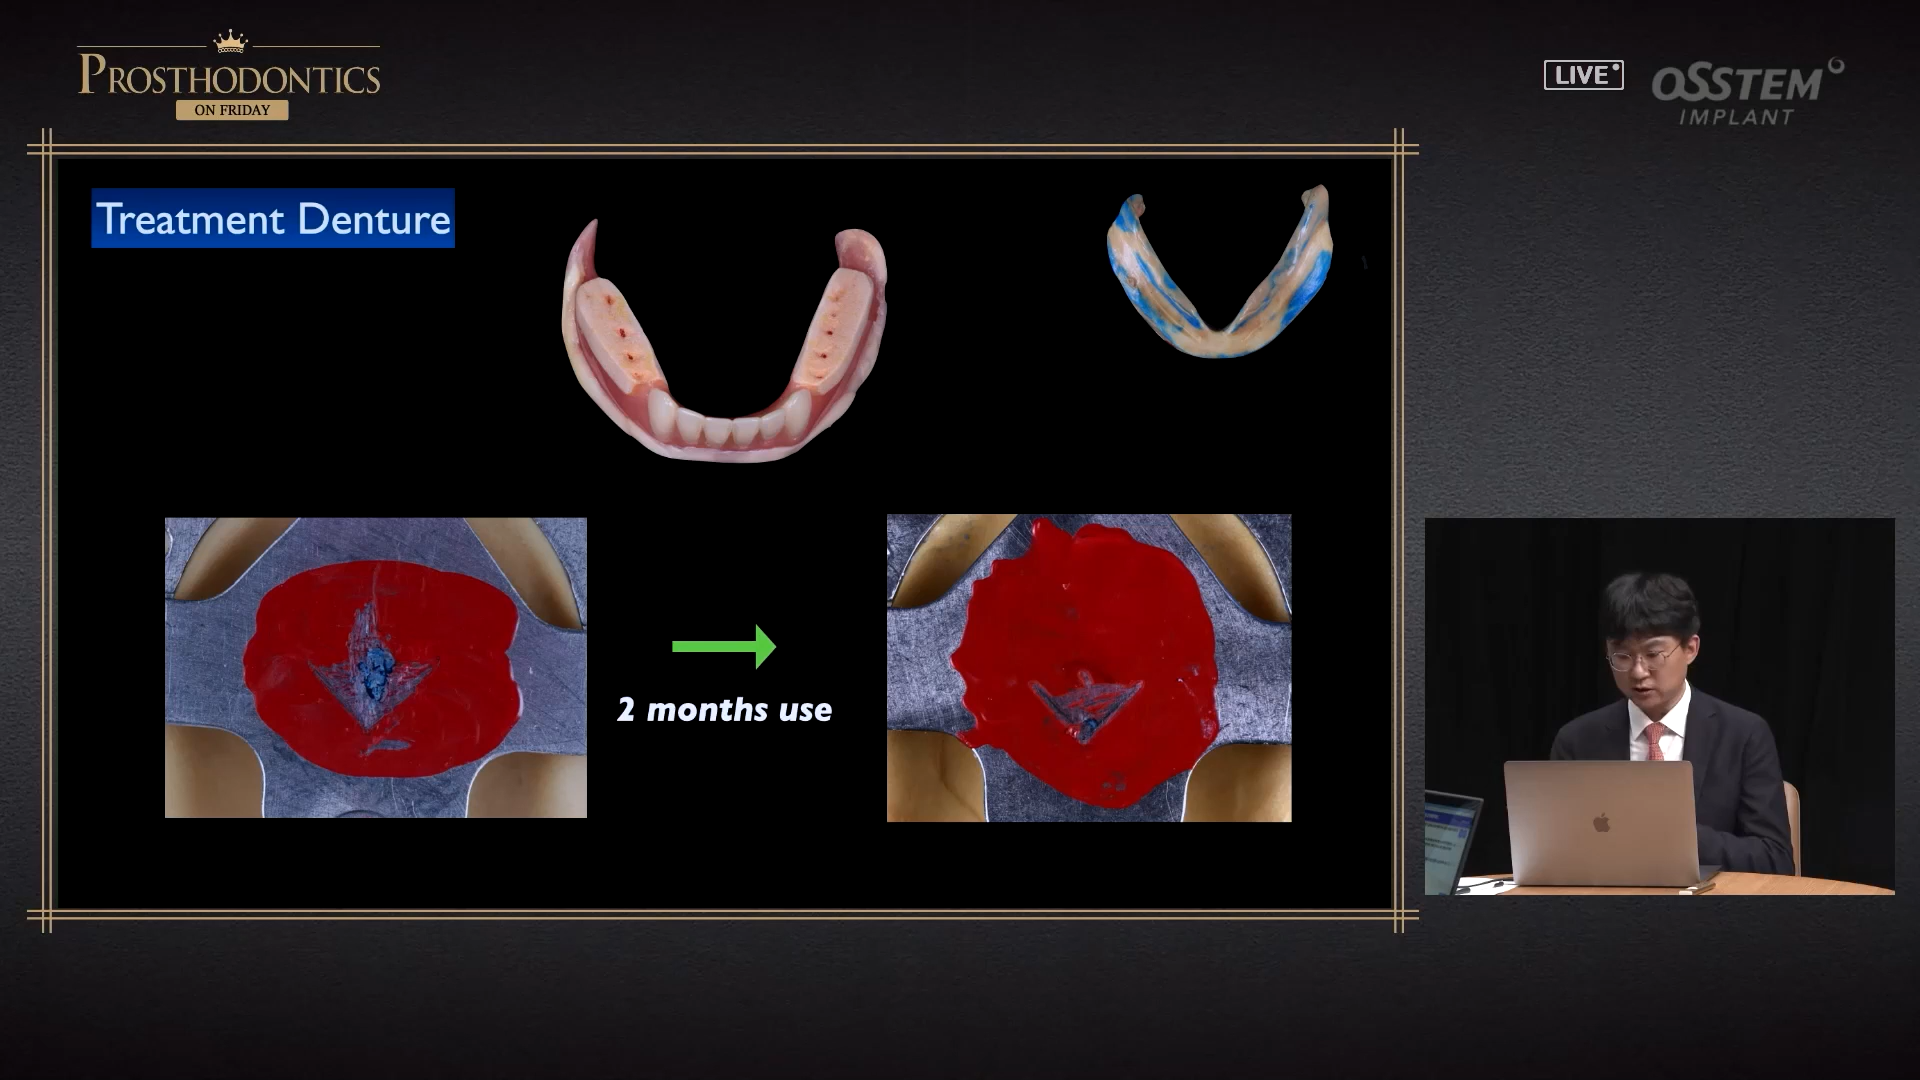 PROSTHODONTICS
ON FRIDAY
LIVE
OSSTEM
IMPLANT
Treatment Denture
2 months use